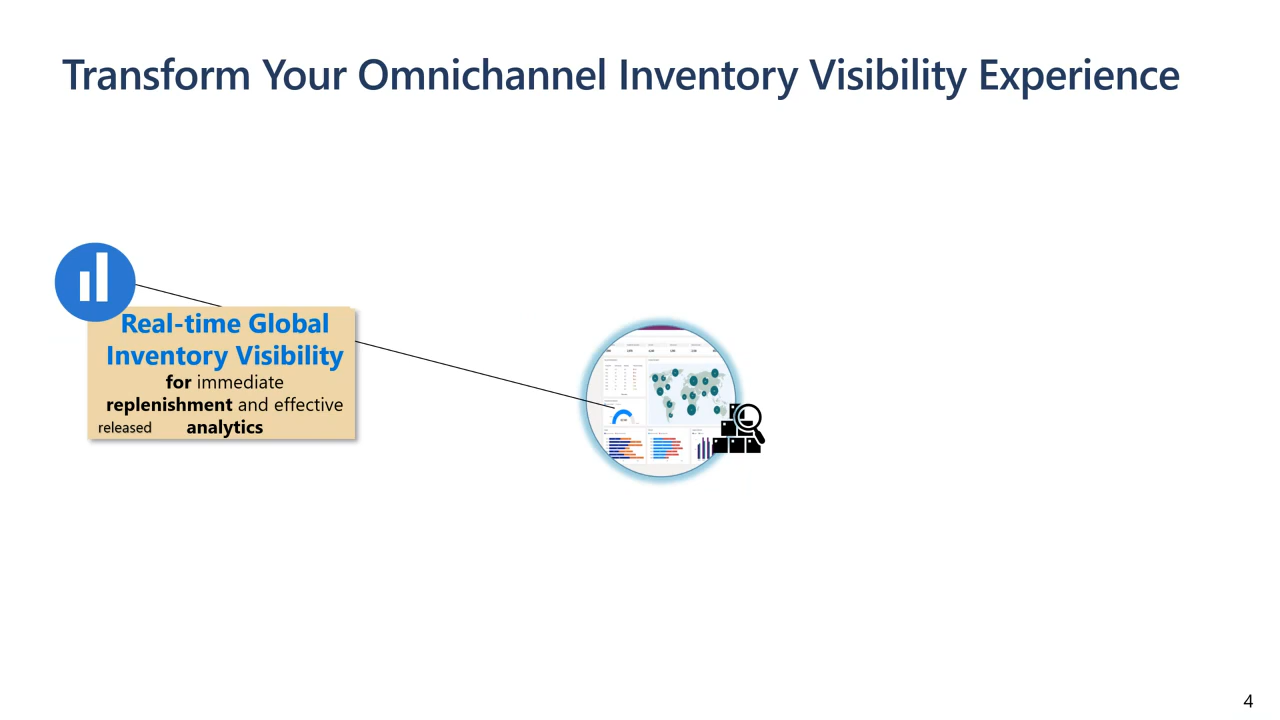 Transform Your Omnichannel Inventory Visibility Experience
Real-time Global
Inventory Visibility
for immediate
replenishment and effective
released analytics
4